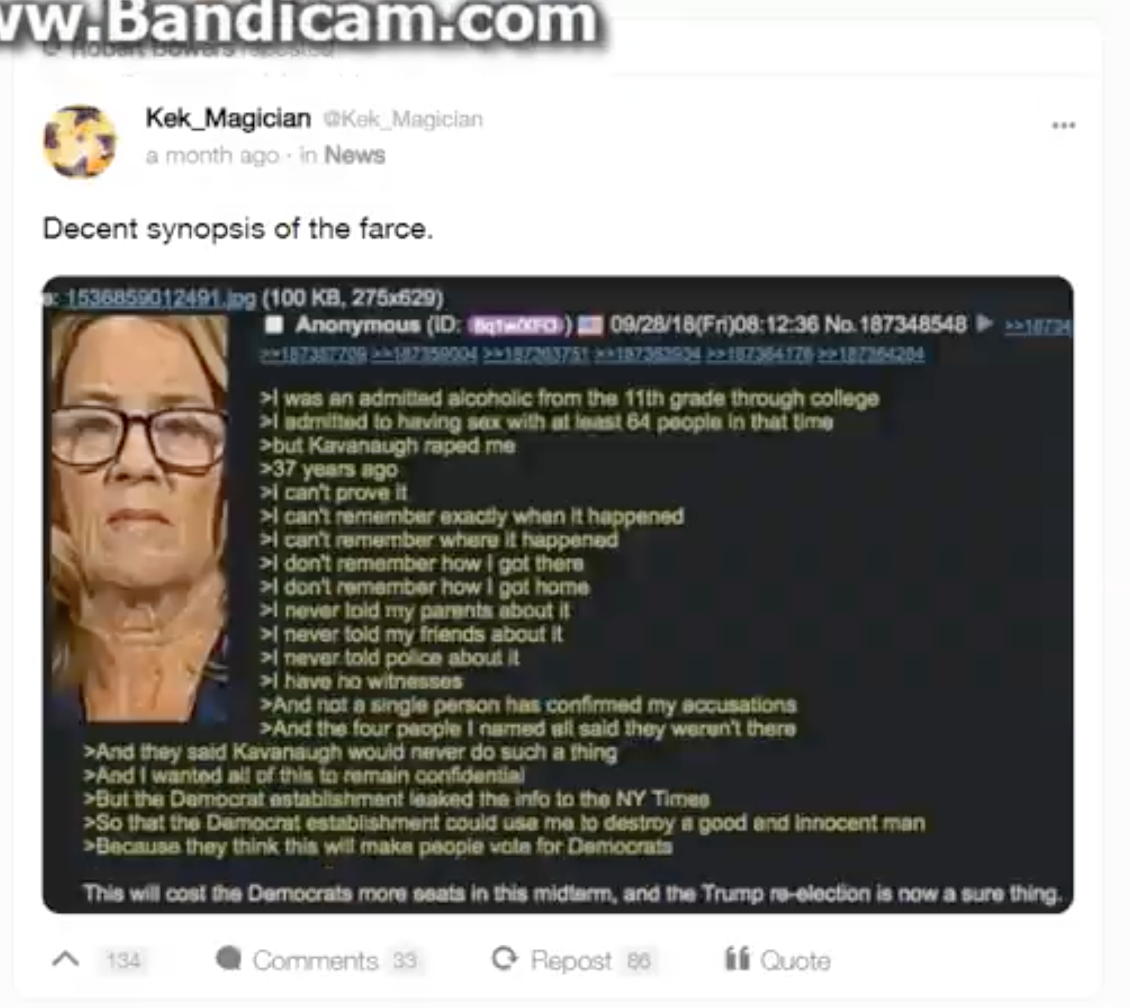 ww.Bandicam.com
Robert Bowers reposted
Kek_Magician @Kek_Magician
a month ago · in News
Decent synopsis of the farce.
1536859012491.jpg (100 KB, 275x629)
Anonymous (ID: ) 09/28/18(Fri)08:12:36 No.187348548 >>18734
>>187359004 >>187363751 >>187363934 >>187364176 >>187364284
>I was an admitted alcoholic from the 11th grade through college
>I admitted to having sex with at least 64 people in that time
>but Kavanaugh raped me
>37 years ago
>I can't prove it
>I can't remember exactly when it happened
>I can't remember where it happened
>I don't remember how I got there
>I don't remember how I got home
>I never told my parents about it
>I never told my friends about it
>I never told police about it
>I have no witnesses
>And not a single person has confirmed my accusations
>And the four people I named all said they weren't there
>And they said Kavanaugh would never do such a thing
>And I wanted all of this to remain confidential
>But the Democrat establishment leaked the info to the NY Times
>So that the Democrat establishment could use me to destroy a good and innocent man
>Because they think this will make people vote for Democrats
This will cost the Democrats more seats in this midterm, and the Trump re-election is now a sure thing.
134 Comments 33 Repost 86 Quote